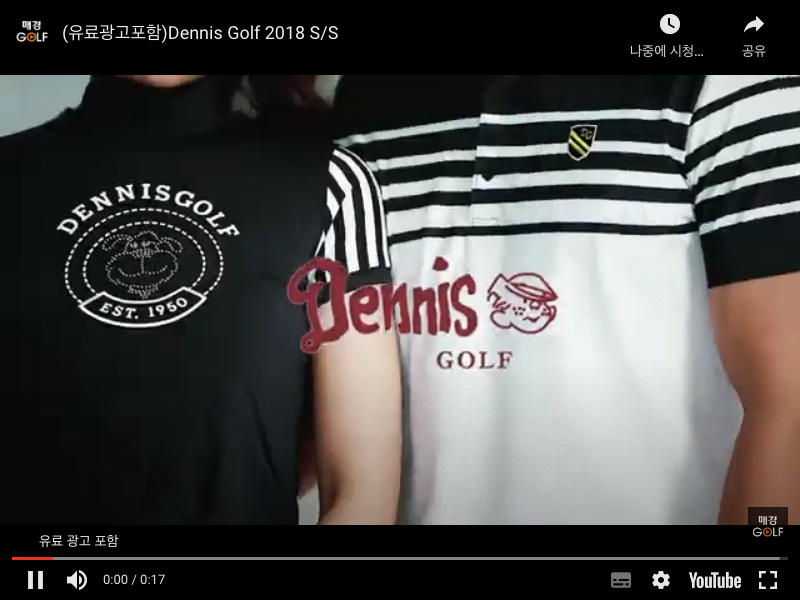 매경
GOLF
(유료광고포함)Dennis Golf 2018 S/S
나중에 시청...
공유
DENNISGOLF
EST. 1950
SG
Dennis
GOLF
매경
GOLF
유료 광고 포함
0:00 / 0:17
YouTube